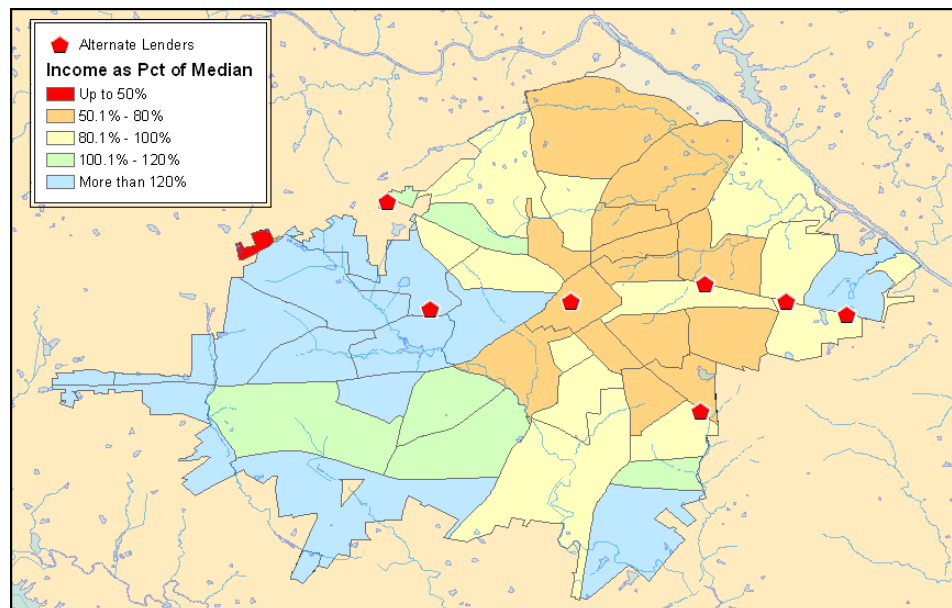 Alternate Lenders
Income as Pct of Median
Up to 50%
50.1% - 80%
80.1% - 100%
100.1% - 120%
More than 120%